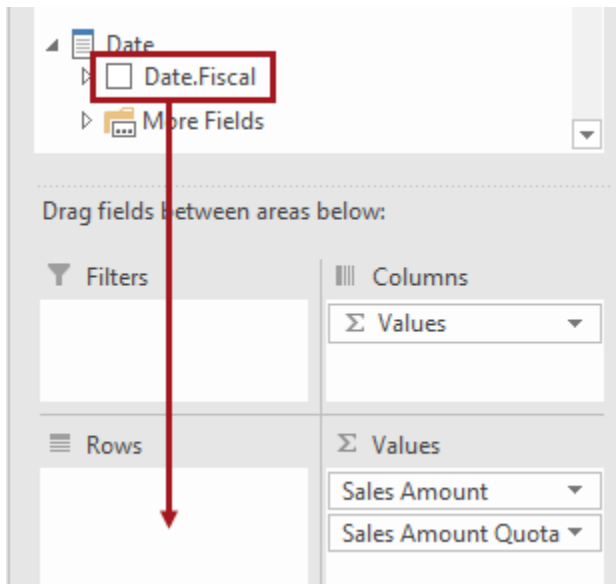 Date
Date.Fiscal
More Fields
Drag fields between areas below:
Filters
Columns
Σ Values
Rows
Σ Values
Sales Amount
Sales Amount Quota